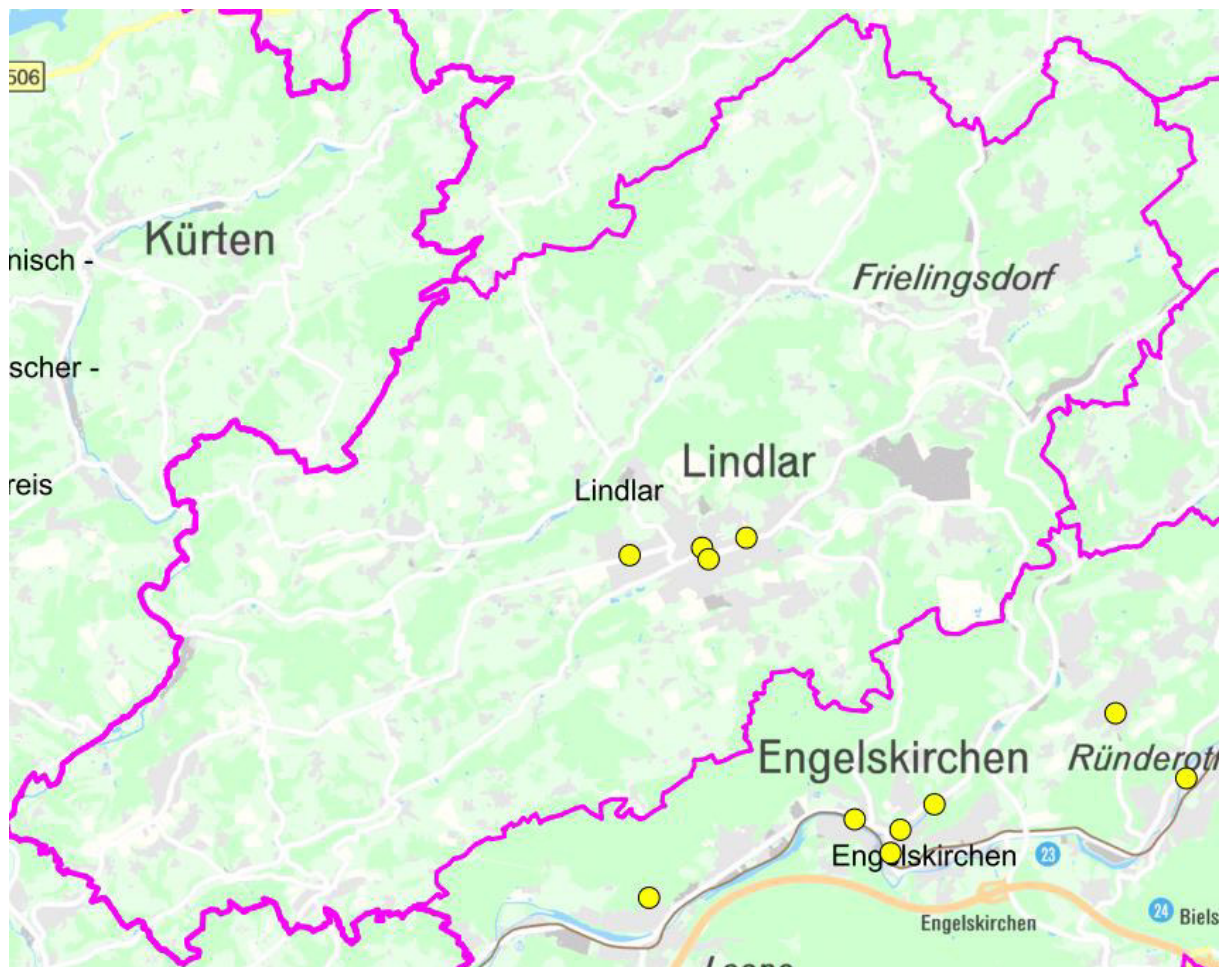 506
Kürten
nisch -
Frielingsdorf
scher -
Lindlar
Lindlar
reis
Engelskirchen
Ründeroth
Engelskirchen
23
24
Biels
Engelskirchen